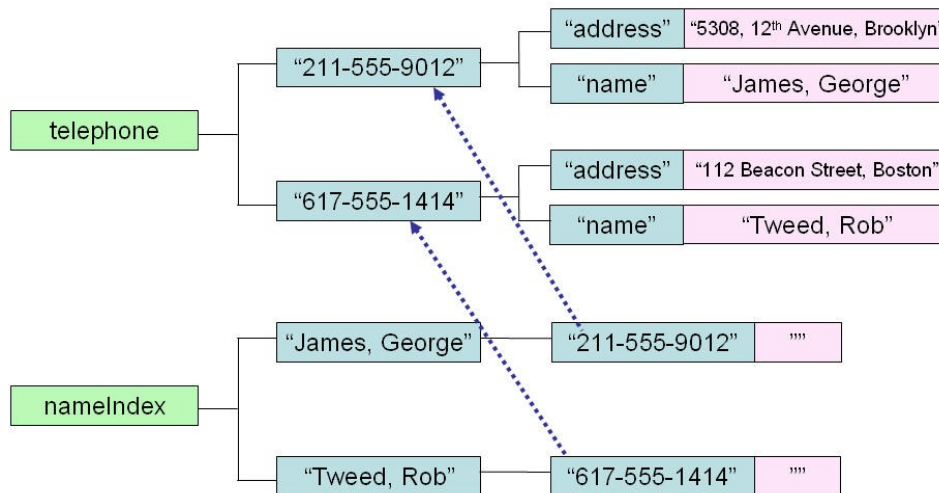 “address” “5308, 12th Avenue, Brooklyn”
“211-555-9012”
“name” “James, George”
telephone
“address” “112 Beacon Street, Boston”
“617-555-1414”
“name” “Tweed, Rob”
“James, George” “211-555-9012” ””
nameIndex
“Tweed, Rob” “617-555-1414” ””